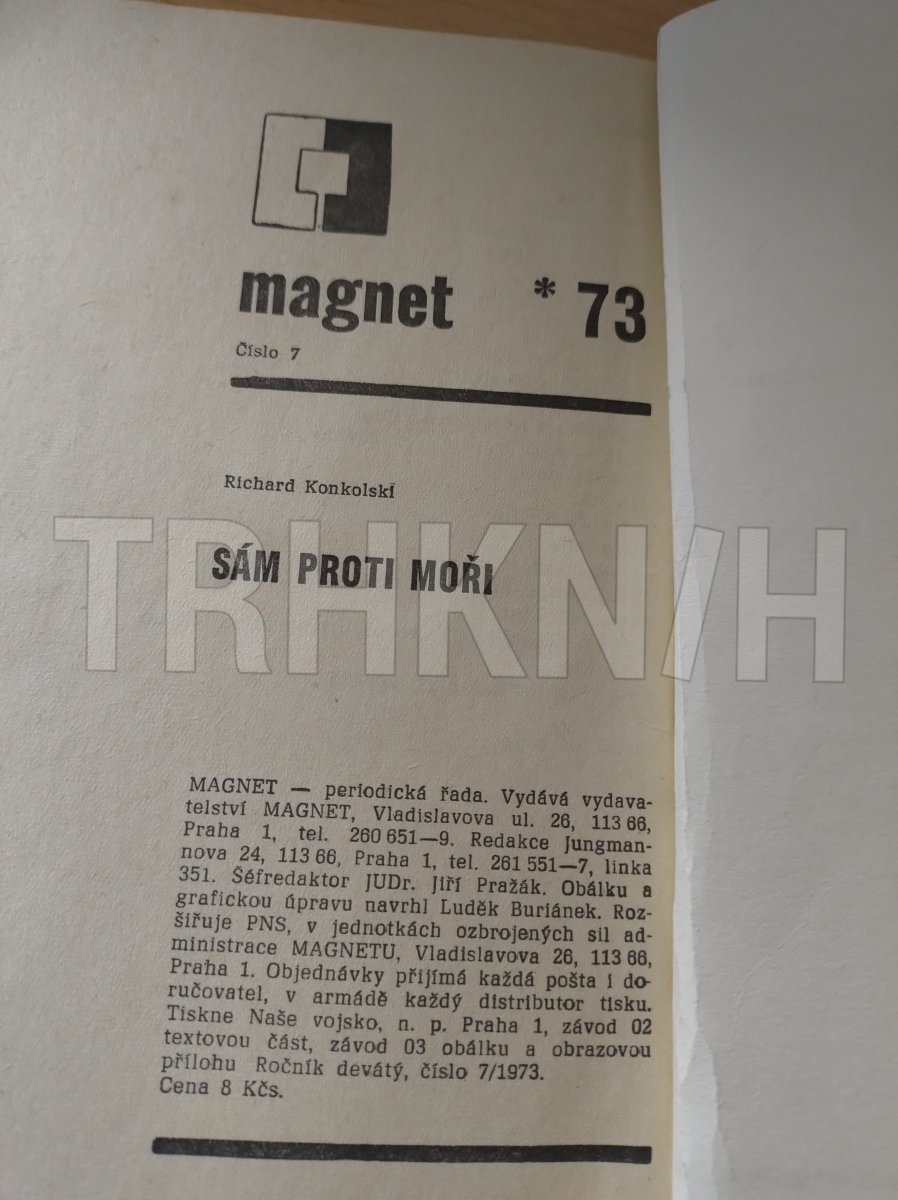 magnet * 73
Číslo 7
Richard Konkolski
SÁM PROTI MOŘI
TRHKNIH
MAGNET — periodická řada. Vydává vydava-
telství MAGNET, Vladislavova ul. 26, 113 66,
Praha 1, tel. 260 651—9. Redakce Jungman-
nova 24, 113 66, Praha 1, tel. 261 551—7, linka
351. Šéfredaktor JUDr. Jiří Pražák. Obálku a
grafickou úpravu navrhl Luděk Buriánek. Roz-
šiřuje PNS, v jednotkách ozbrojených sil ad-
ministrace MAGNETU, Vladislavova 26, 113 66,
Praha 1. Objednávky přijímá každá pošta i do-
ručovatel, v armádě každý distributor tisku.
Tiskne Naše vojsko, n. p. Praha 1, závod 02
textovou část, závod 03 obálku a obrazovou
přílohu Ročník devátý, číslo 7/1973.
Cena 8 Kčs.